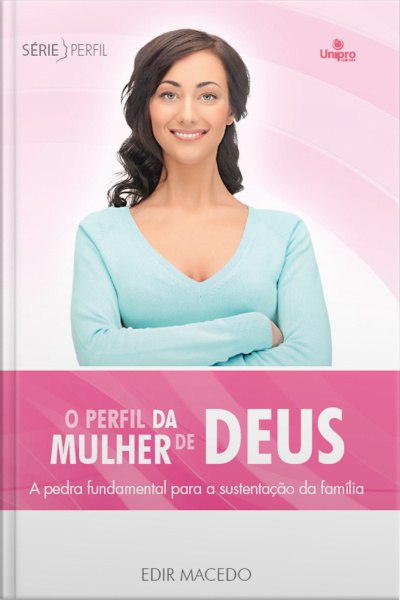 SÉRIE PERFIL
Unipro
O PERFIL DA
MULHER DE DEUS
A pedra fundamental para a sustentação da família
EDIR MACEDO